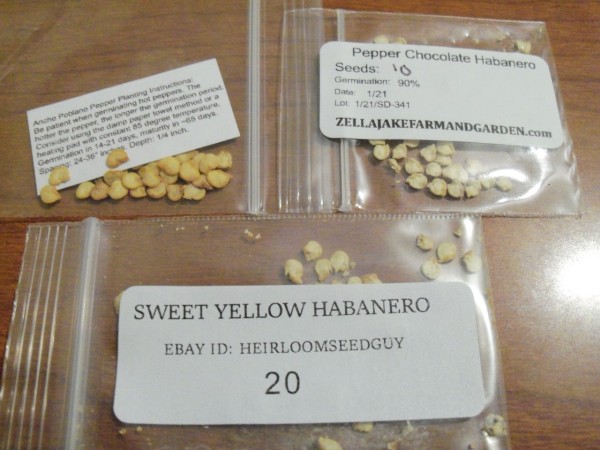 Ancho Poblano Pepper Planting Instructions:
Be patient when germinating hot peppers. The
hotter the pepper, the longer the germination period.
Consider using the damp paper towel method or a
heating pad with constant 85 degree temperature.
Germination in 14-21 days, maturity in ~65 days.
Spacing: 24-36" inches, Depth: 1/4 inch.
Pepper Chocolate Habanero
Seeds: 10
Germination: 90%
Date: 1/21
Lot: 1/21/SD-341
ZELLAJAKEFARMANDGARDEN.com
SWEET YELLOW HABANERO
EBAY ID: HEIRLOOMSEEDGUY
20